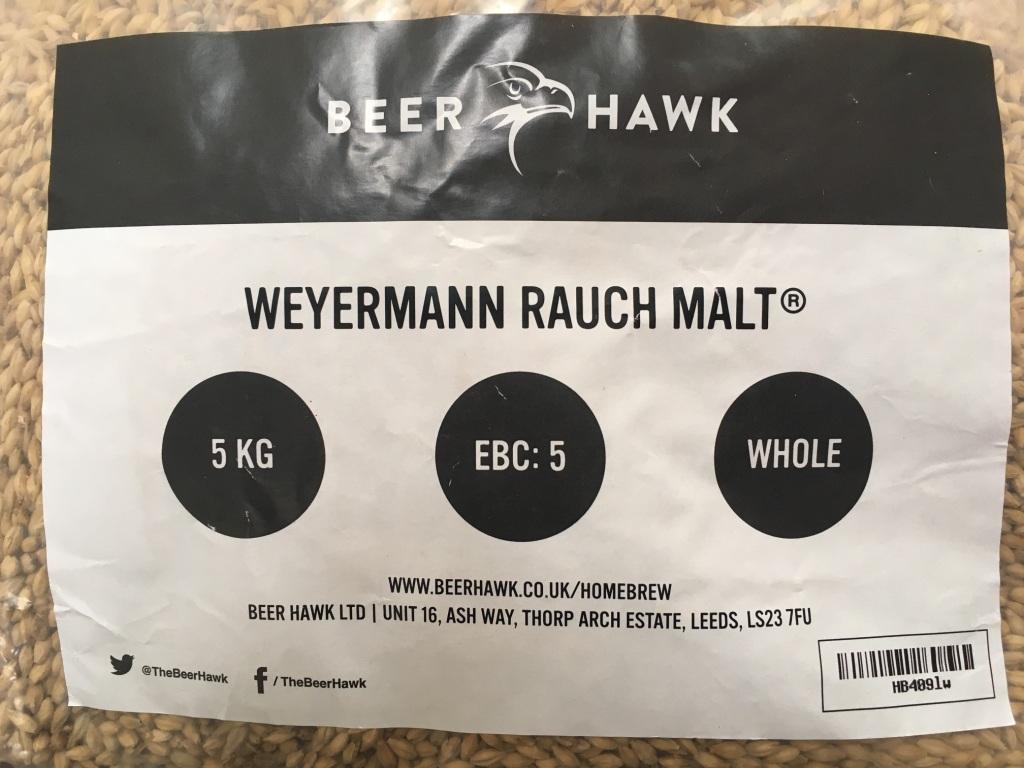 BEER HAWK
WEYERMANN RAUCH MALT®
5 KG
EBC: 5
WHOLE
WWW.BEERHAWK.CO.UK/HOMEBREW
BEER HAWK LTD | UNIT 16, ASH WAY, THORP ARCH ESTATE, LEEDS, LS23 7FU
@TheBeerHawk
/ TheBeerHawk
HB409lw